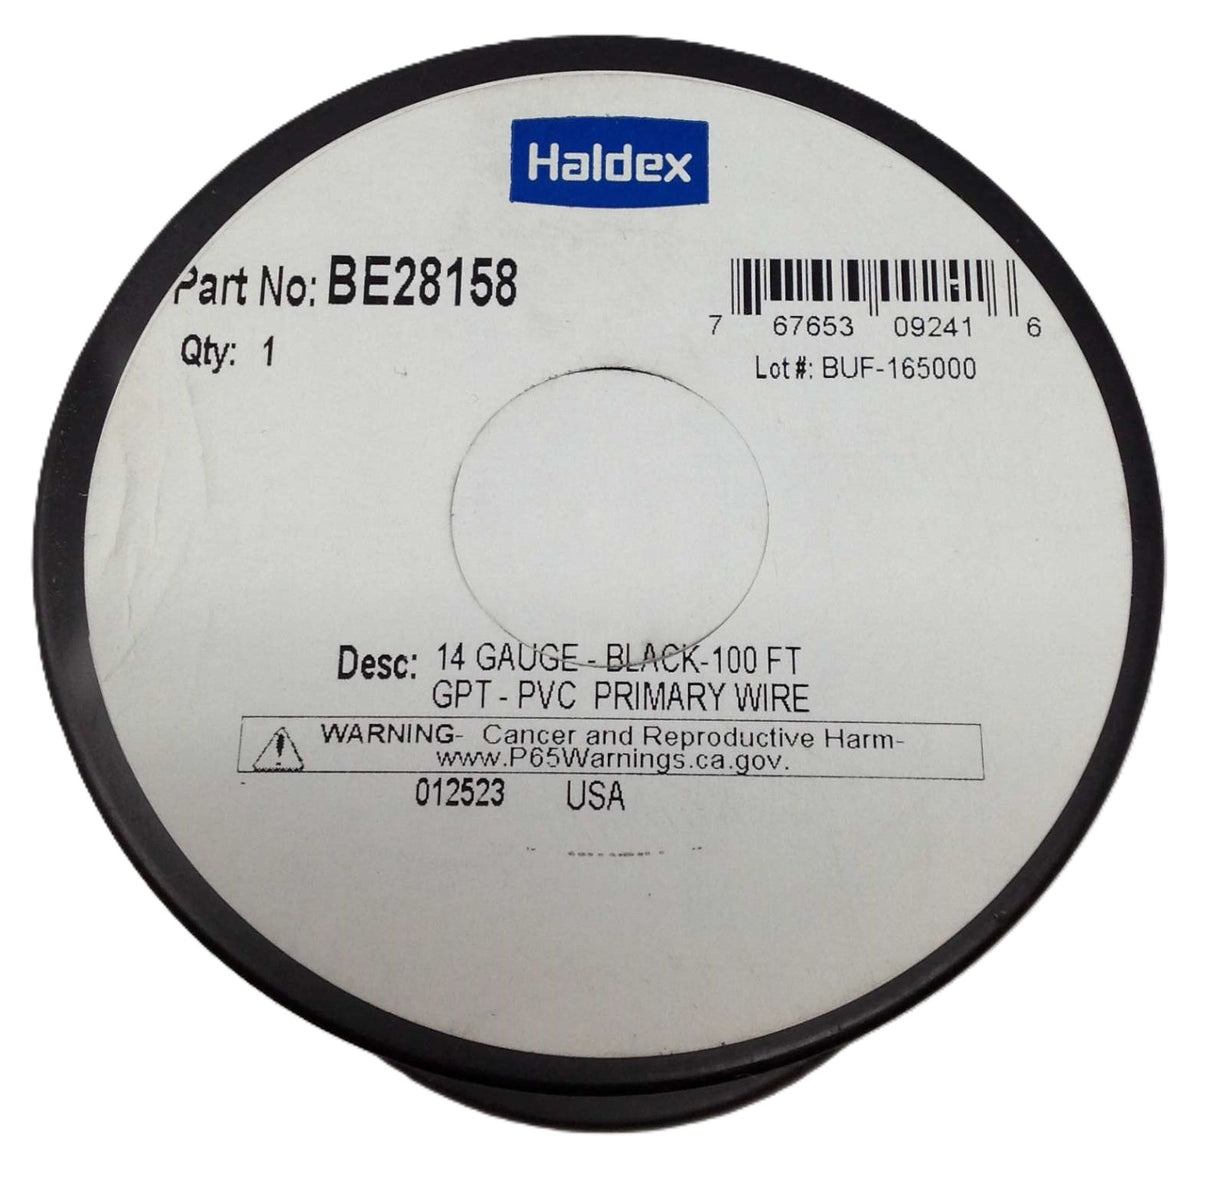 Haldex
Part No: BE28158
Qty: 1
7 67653 09241 6
Lot #: BUF-165000
Desc: 14 GAUGE - BLACK-100 FT
GPT - PVC PRIMARY WIRE
WARNING- Cancer and Reproductive Harm-
www.P65Warnings.ca.gov.
012523 USA